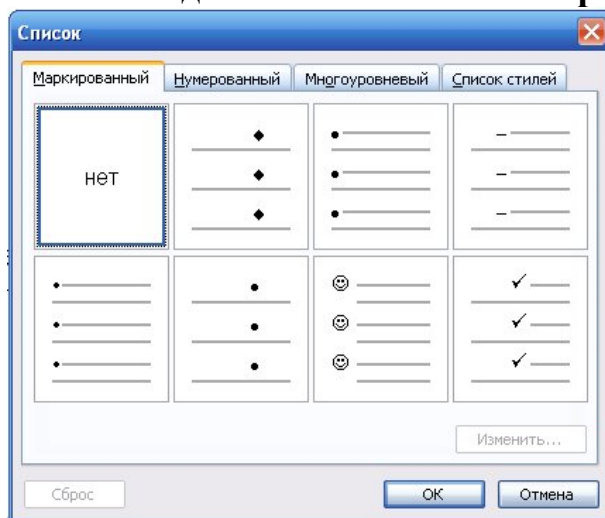 Список
Маркированный Нумерованный Многоуровневый Список стилей
нет
Изменить...
Сброс ОК Отмена